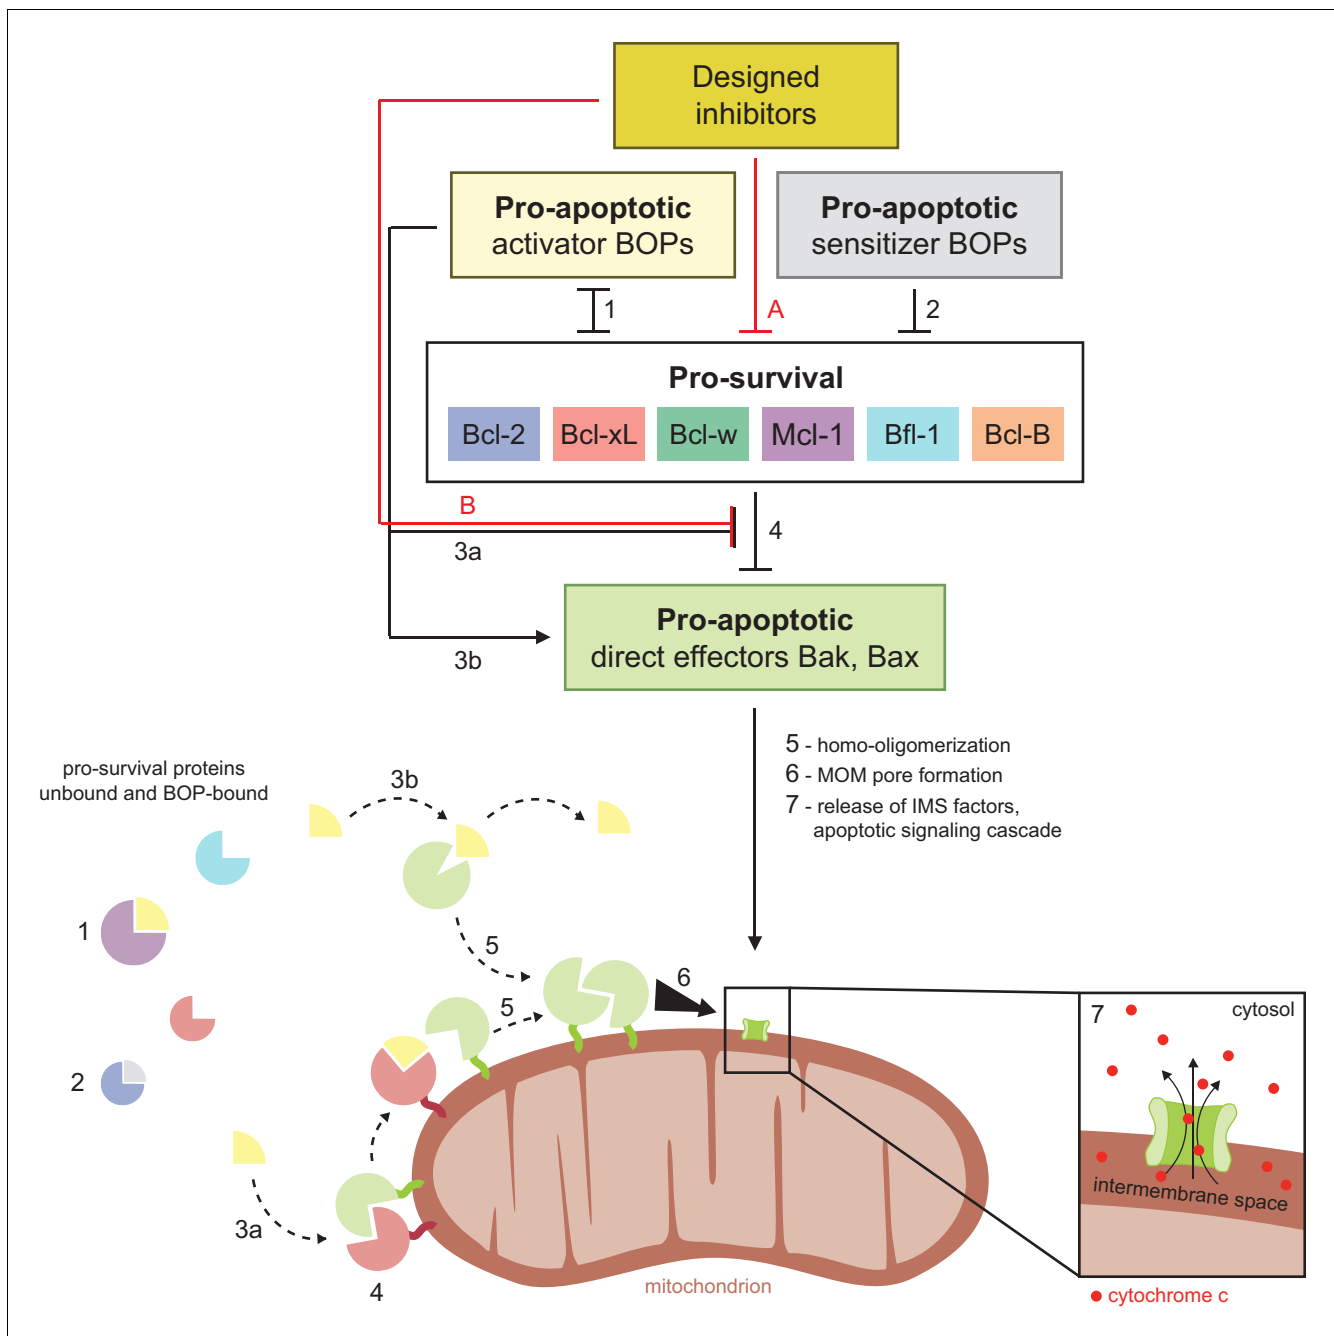 Designed
inhibitors
Pro-apoptotic
activator BOPs
Pro-apoptotic
sensitizer BOPs
1
A
2
Pro-survival
Bcl-2
Bcl-xL
Bcl-w
Mcl-1
Bfl-1
Bcl-B
B
3a
4
Pro-apoptotic
direct effectors Bak, Bax
3b
5 - homo-oligomerization
6 - MOM pore formation
7 - release of IMS factors,
apoptotic signaling cascade
pro-survival proteins
unbound and BOP-bound
3b
1
5
5
6
2
3a
4
mitochondrion
7
cytosol
intermembrane space
cytochrome c